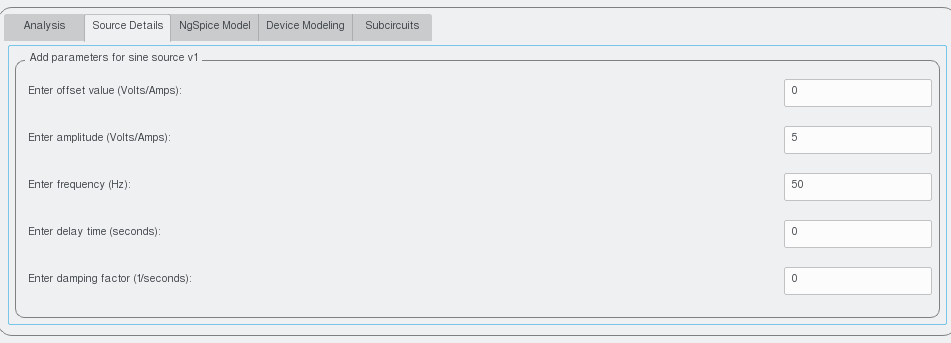 Analysis Source Details NgSpice Model Device Modeling Subcircuits
Add parameters for sine source v1
Enter offset value (Volts/Amps): 0
Enter amplitude (Volts/Amps): 5
Enter frequency (Hz): 50
Enter delay time (seconds): 0
Enter damping factor (1/seconds): 0